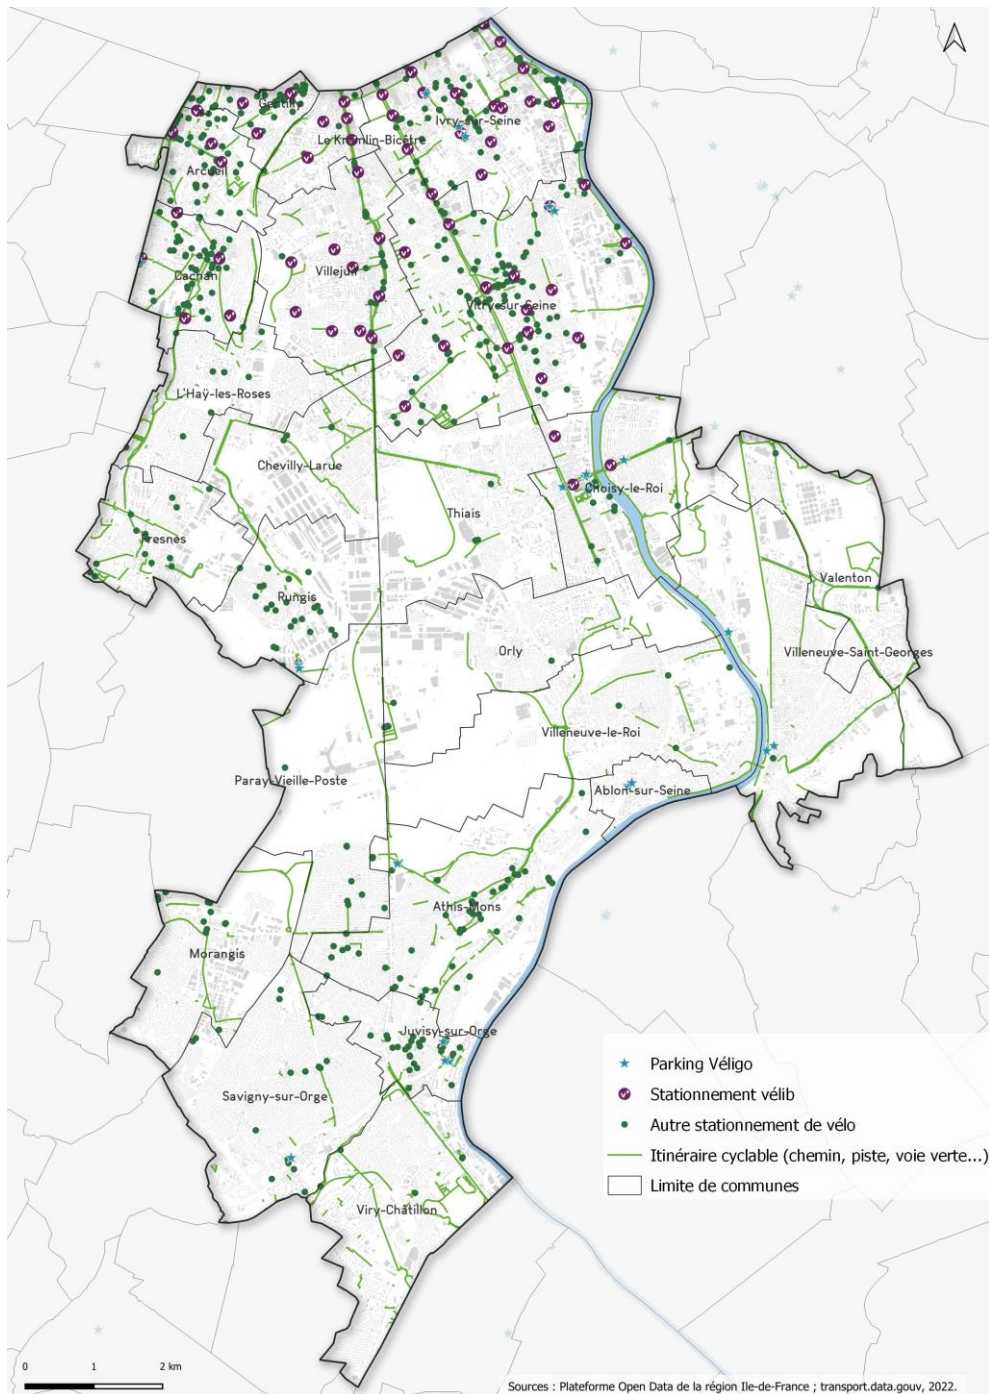 Gentilly
Ivry-sur-Seine
Le Kremlin-Bicêtre
Arcueil
Cachan
Villejuif
Vitry-sur-Seine
L'Haÿ-les-Roses
Chevilly-Larue
Choisy-le-Roi
Thiais
Fresnes
Valenton
Rungis
Orly
Villeneuve-Saint-Georges
Villeneuve-le-Roi
Paray-Vieille-Poste
Ablon-sur-Seine
Athis-Mons
Morangis
Juvisy-sur-Orge
Savigny-sur-Orge
Viry-Châtillon
Parking Véligo
Stationnement vélib
Autre stationnement de vélo
Itinéraire cyclable (chemin, piste, voie verte...)
Limite de communes
0 1 2 km
Sources : Plateforme Open Data de la région Ile-de-France ; transport.data.gouv, 2022.